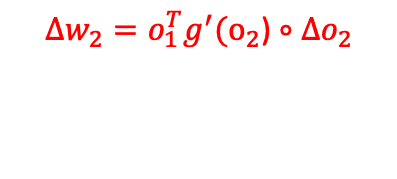 Δw₂ = o₁ᵀg′(o₂) ∘ Δo₂